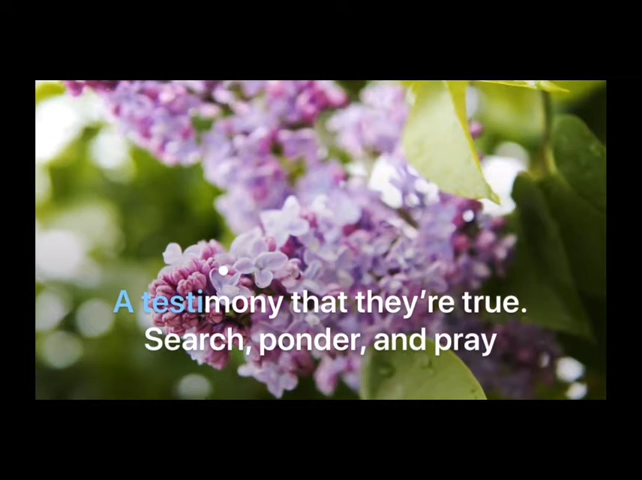 A testimony that they’re true.
Search, ponder, and pray